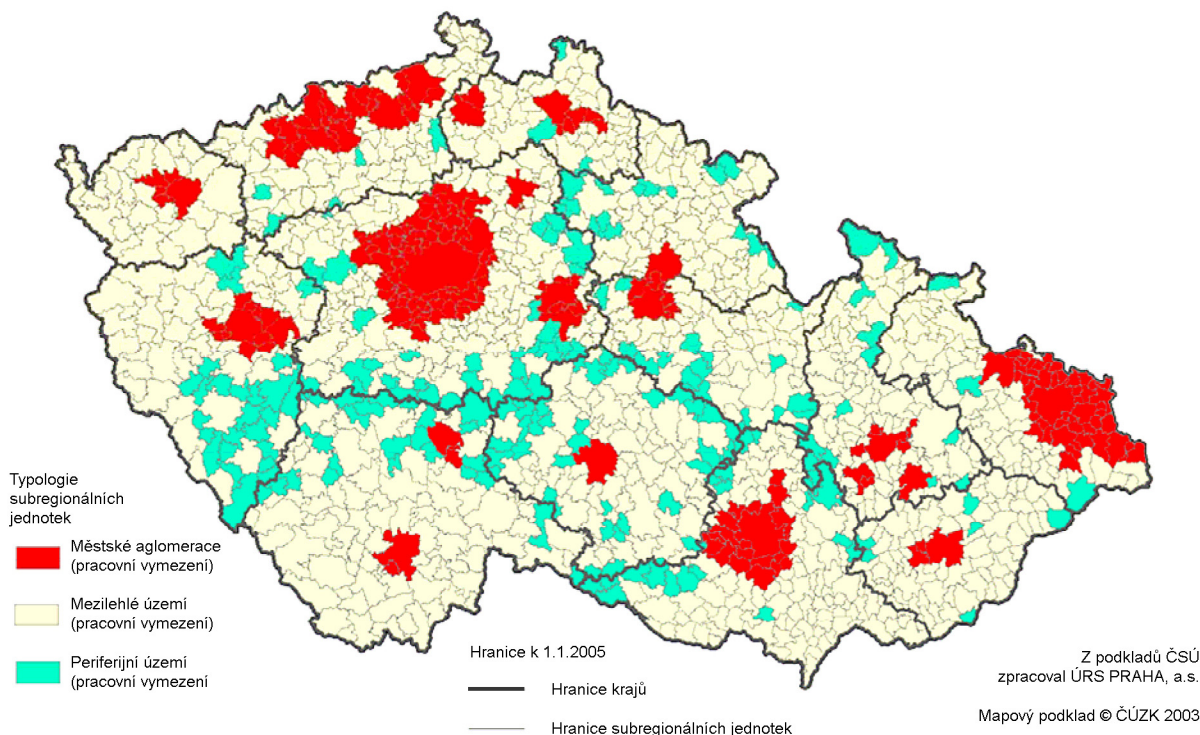 Typologie
subregionálních
jednotek
Městské aglomerace
(pracovní vymezení)
Mezilehlé území
(pracovní vymezení)
Periferijní území
(pracovní vymezení
Hranice k 1.1.2005
Hranice krajů
Hranice subregionálních jednotek
Z podkladů ČSÚ
zpracoval ÚRS PRAHA, a.s.
Mapový podklad © ČÚZK 2003